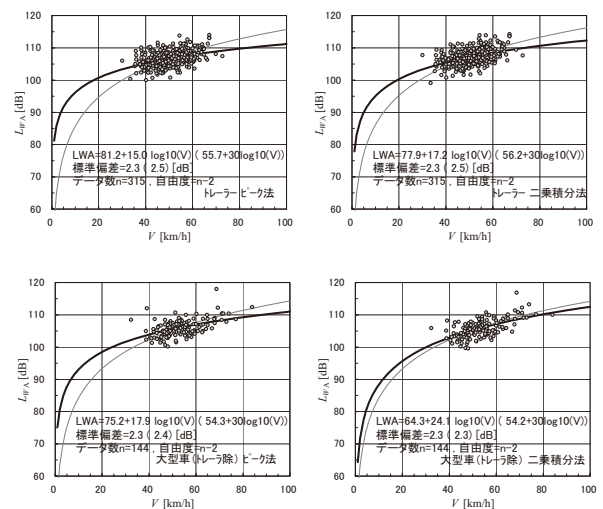 120
110
100
90
80
70
60
L_WA [dB]
LWA=81.2+15.0 log10(V) ( 55.7+30log10(V))
標準偏差=2.3 ( 2.5) [dB]
データ数n=315 , 自由度=n-2
トレーラー ピーク法
0 20 40 60 80 100
V [km/h]
120
110
100
90
80
70
60
L_WA [dB]
LWA=77.9+17.2 log10(V) ( 56.2+30log10(V))
標準偏差=2.3 ( 2.5) [dB]
データ数n=315 , 自由度=n-2
トレーラー 二乗積分法
0 20 40 60 80 100
V [km/h]
120
110
100
90
80
70
60
L_WA [dB]
LWA=75.2+17.9 log10(V) ( 54.3+30log10(V))
標準偏差=2.3 ( 2.4) [dB]
データ数n=144 , 自由度=n-2
大型車(トレーラ除) ピーク法
0 20 40 60 80 100
V [km/h]
120
110
100
90
80
70
60
L_WA [dB]
LWA=64.3+24.1 log10(V) ( 54.2+30log10(V))
標準偏差=2.3 ( 2.3) [dB]
データ数n=144 , 自由度=n-2
大型車(トレーラ除) 二乗積分法
0 20 40 60 80 100
V [km/h]